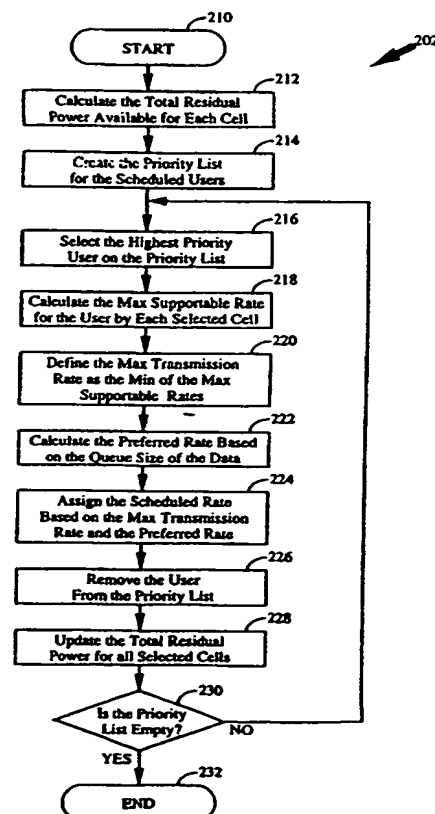 210
START
202
212
Calculate the Total Residual
Power Available for Each Cell
214
Create the Priority List
for the Scheduled Users
216
Select the Highest Priority
User on the Priority List
218
Calculate the Max Supportable Rate
for the User by Each Selected Cell
220
Define the Max Transmission
Rate as the Min of the Max
Supportable Rates
222
Calculate the Preferred Rate Based
on the Queue Size of the Data
224
Assign the Scheduled Rate
Based on the Max Transmission
Rate and the Preferred Rate
226
Remove the User
From the Priority List
228
Update the Total Residual
Power for all Selected Cells
230
Is the Priority
List Empty?
NO
YES
232
END